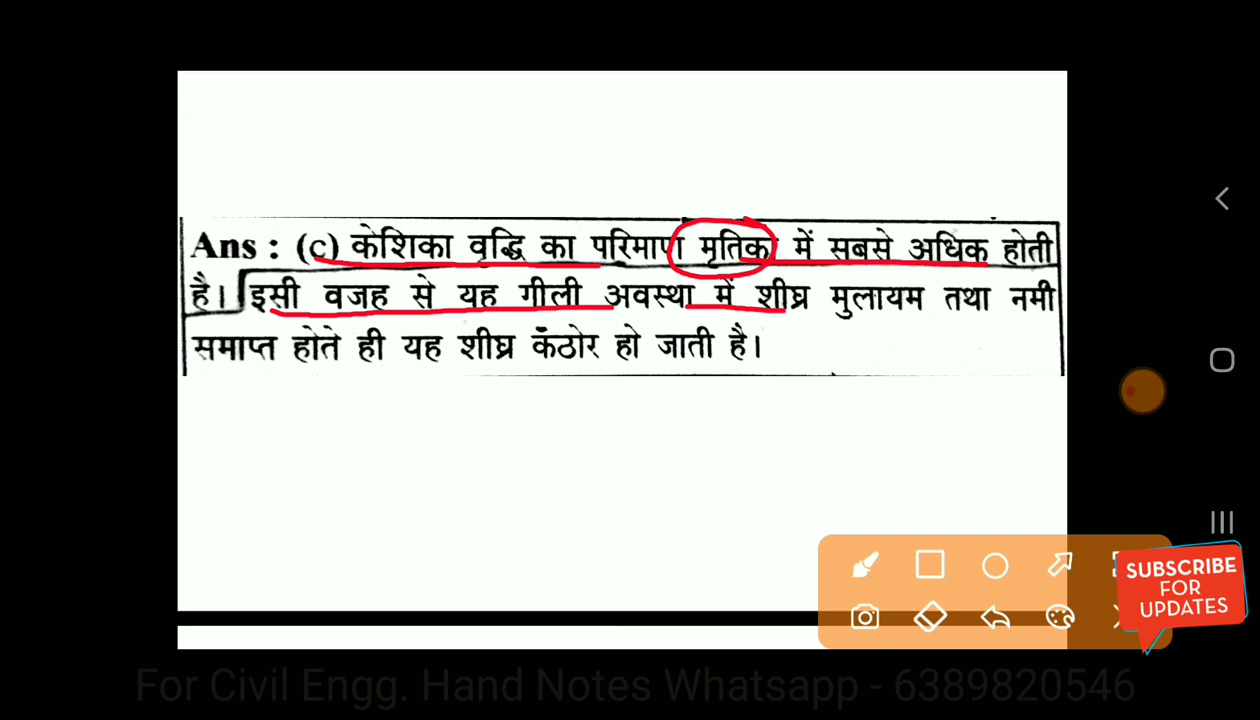 Ans : (c) केशिका वृद्धि का परिमाण मृतिका में सबसे अधिक होती
है। इसी वजह से यह गीली अवस्था में शीघ्र मुलायम तथा नमी
समाप्त होते ही यह शीघ्र कठोर हो जाती है।
SUBSCRIBE
FOR
UPDATES
For Civil Engg. Hand Notes Whatsapp - 6389820546